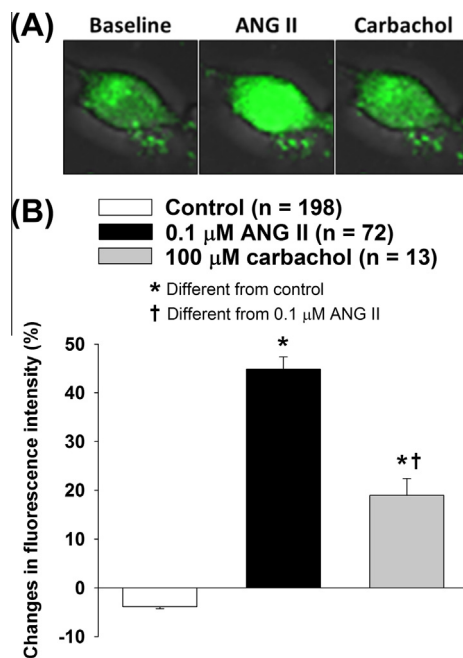 (A) Baseline ANG II Carbachol
(B)
Control (n = 198)
0.1 μM ANG II (n = 72)
100 μM carbachol (n = 13)
* Different from control
† Different from 0.1 μM ANG II
Changes in fluorescence intensity (%)
50
*
40
30
*†
20
10
0
-10